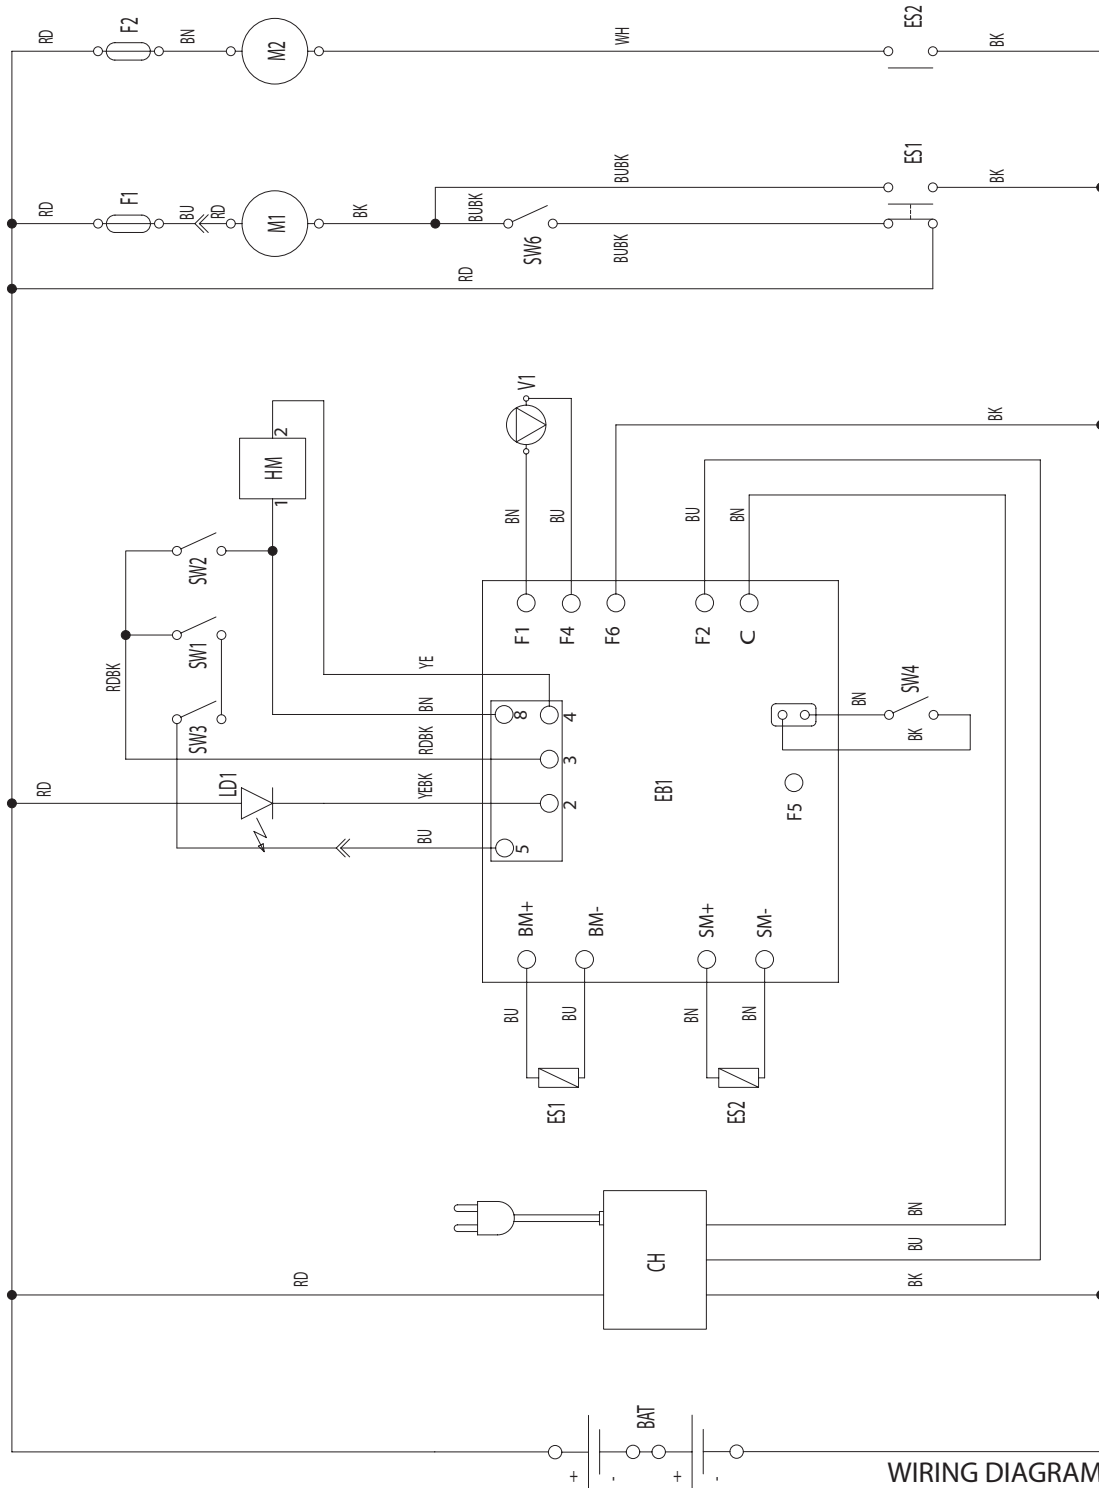 RD
F2
BN
M2
WH
ES2
BK
RD
F1
BU
RD
M1
BK
BUBK
SW6
BUBK
BUBK
ES1
BK
RD
HM
1
2
V1
SW2
SW1
SW3
RDBK
RD
LD1
YE
BN
RDBK
YEBK
BU
8
4
3
2
5
BN
BU
BK
BU
BN
F1
F4
F6
F2
C
EB1
F5
BN
SW4
BK
BM+
BM-
SM+
SM-
BU
BU
BN
BN
ES1
ES2
RD
CH
BN
BU
BK
BAT
+
-
+
-
WIRING DIAGRAM